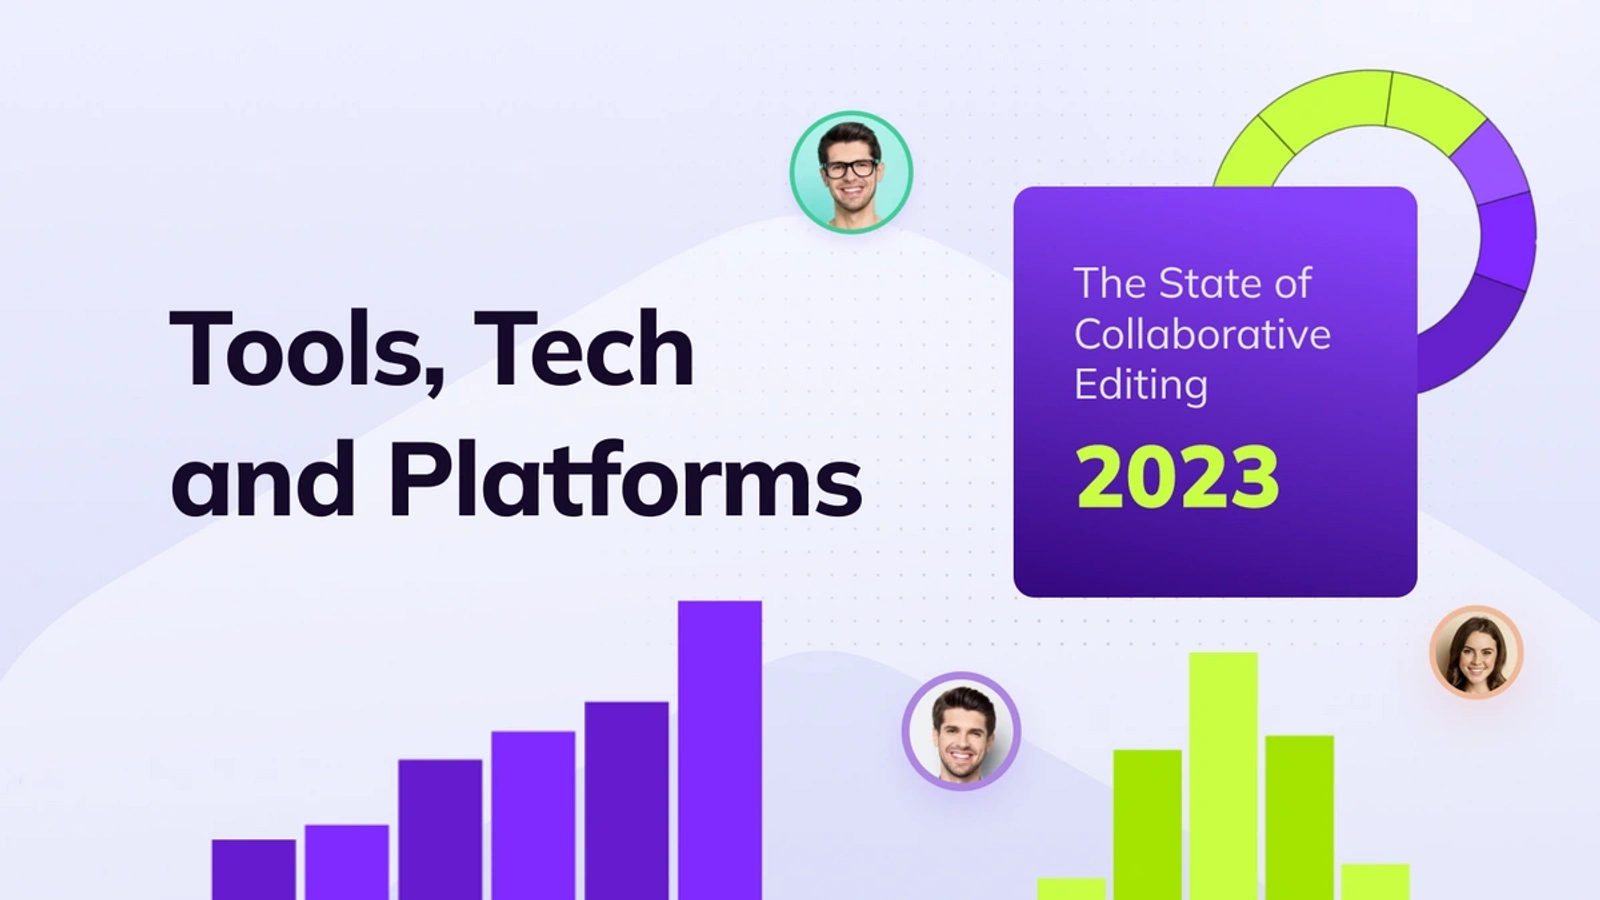 Tools, Tech
and Platforms
The State of
Collaborative
Editing
2023